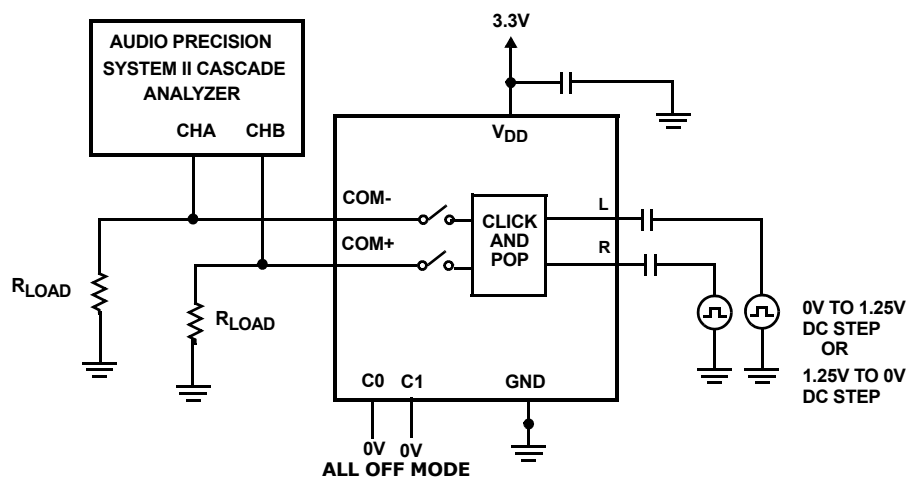 3.3V
AUDIO PRECISION
SYSTEM II CASCADE
ANALYZER
CHA CHB
VDD
COM-
COM+
CLICK
AND
POP
L
R
RLOAD
RLOAD
0V TO 1.25V
DC STEP
OR
1.25V TO 0V
DC STEP
C0 C1
GND
0V 0V
ALL OFF MODE